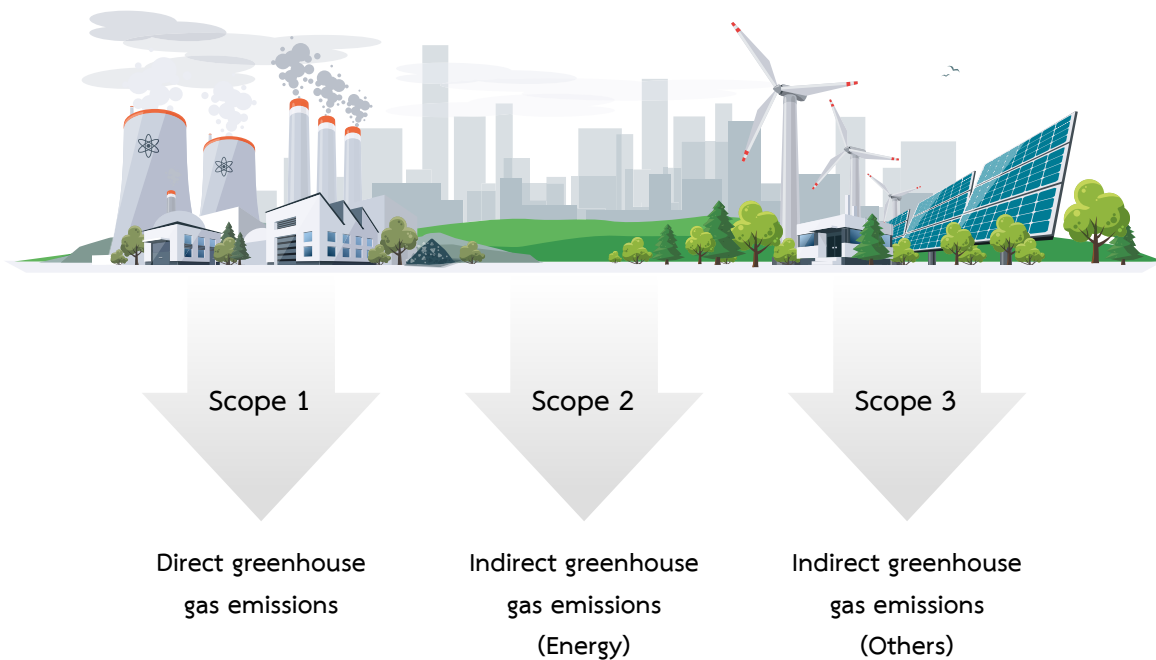 Scope 1
Scope 2
Scope 3
Direct greenhouse
gas emissions
Indirect greenhouse
gas emissions
(Energy)
Indirect greenhouse
gas emissions
(Others)